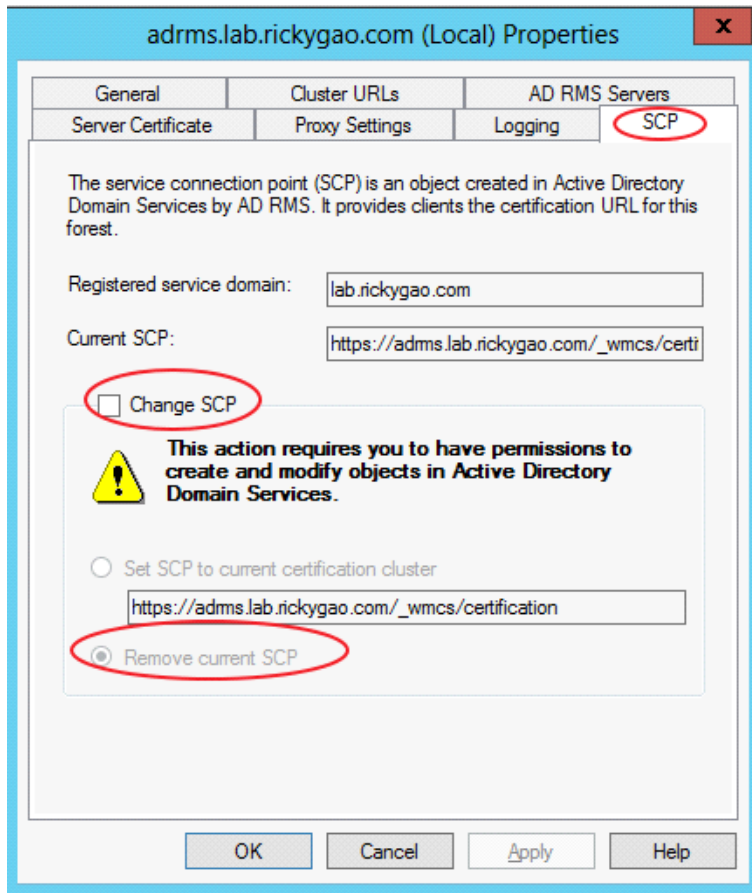 adrms.lab.rickygao.com (Local) Properties
x
General
Cluster URLs
AD RMS Servers
Server Certificate
Proxy Settings
Logging
SCP
The service connection point (SCP) is an object created in Active Directory
Domain Services by AD RMS. It provides clients the certification URL for this
forest.
Registered service domain:
lab.rickygao.com
Current SCP:
https://adrms.lab.rickygao.com/_wmcs/certi
Change SCP
This action requires you to have permissions to
create and modify objects in Active Directory
Domain Services.
Set SCP to current certification cluster
https://adrms.lab.rickygao.com/_wmcs/certification
Remove current SCP
OK
Cancel
Apply
Help